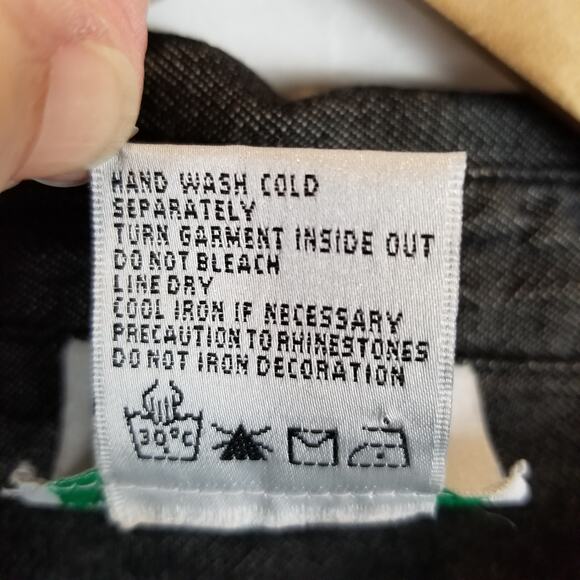 HAND WASH COLD
SEPARATELY
TURN GARMENT INSIDE OUT
DO NOT BLEACH
LINE DRY
COOL IRON IF NECESSARY
PRECAUTION TO RHINESTONES
DO NOT IRON DECORATION
30°C